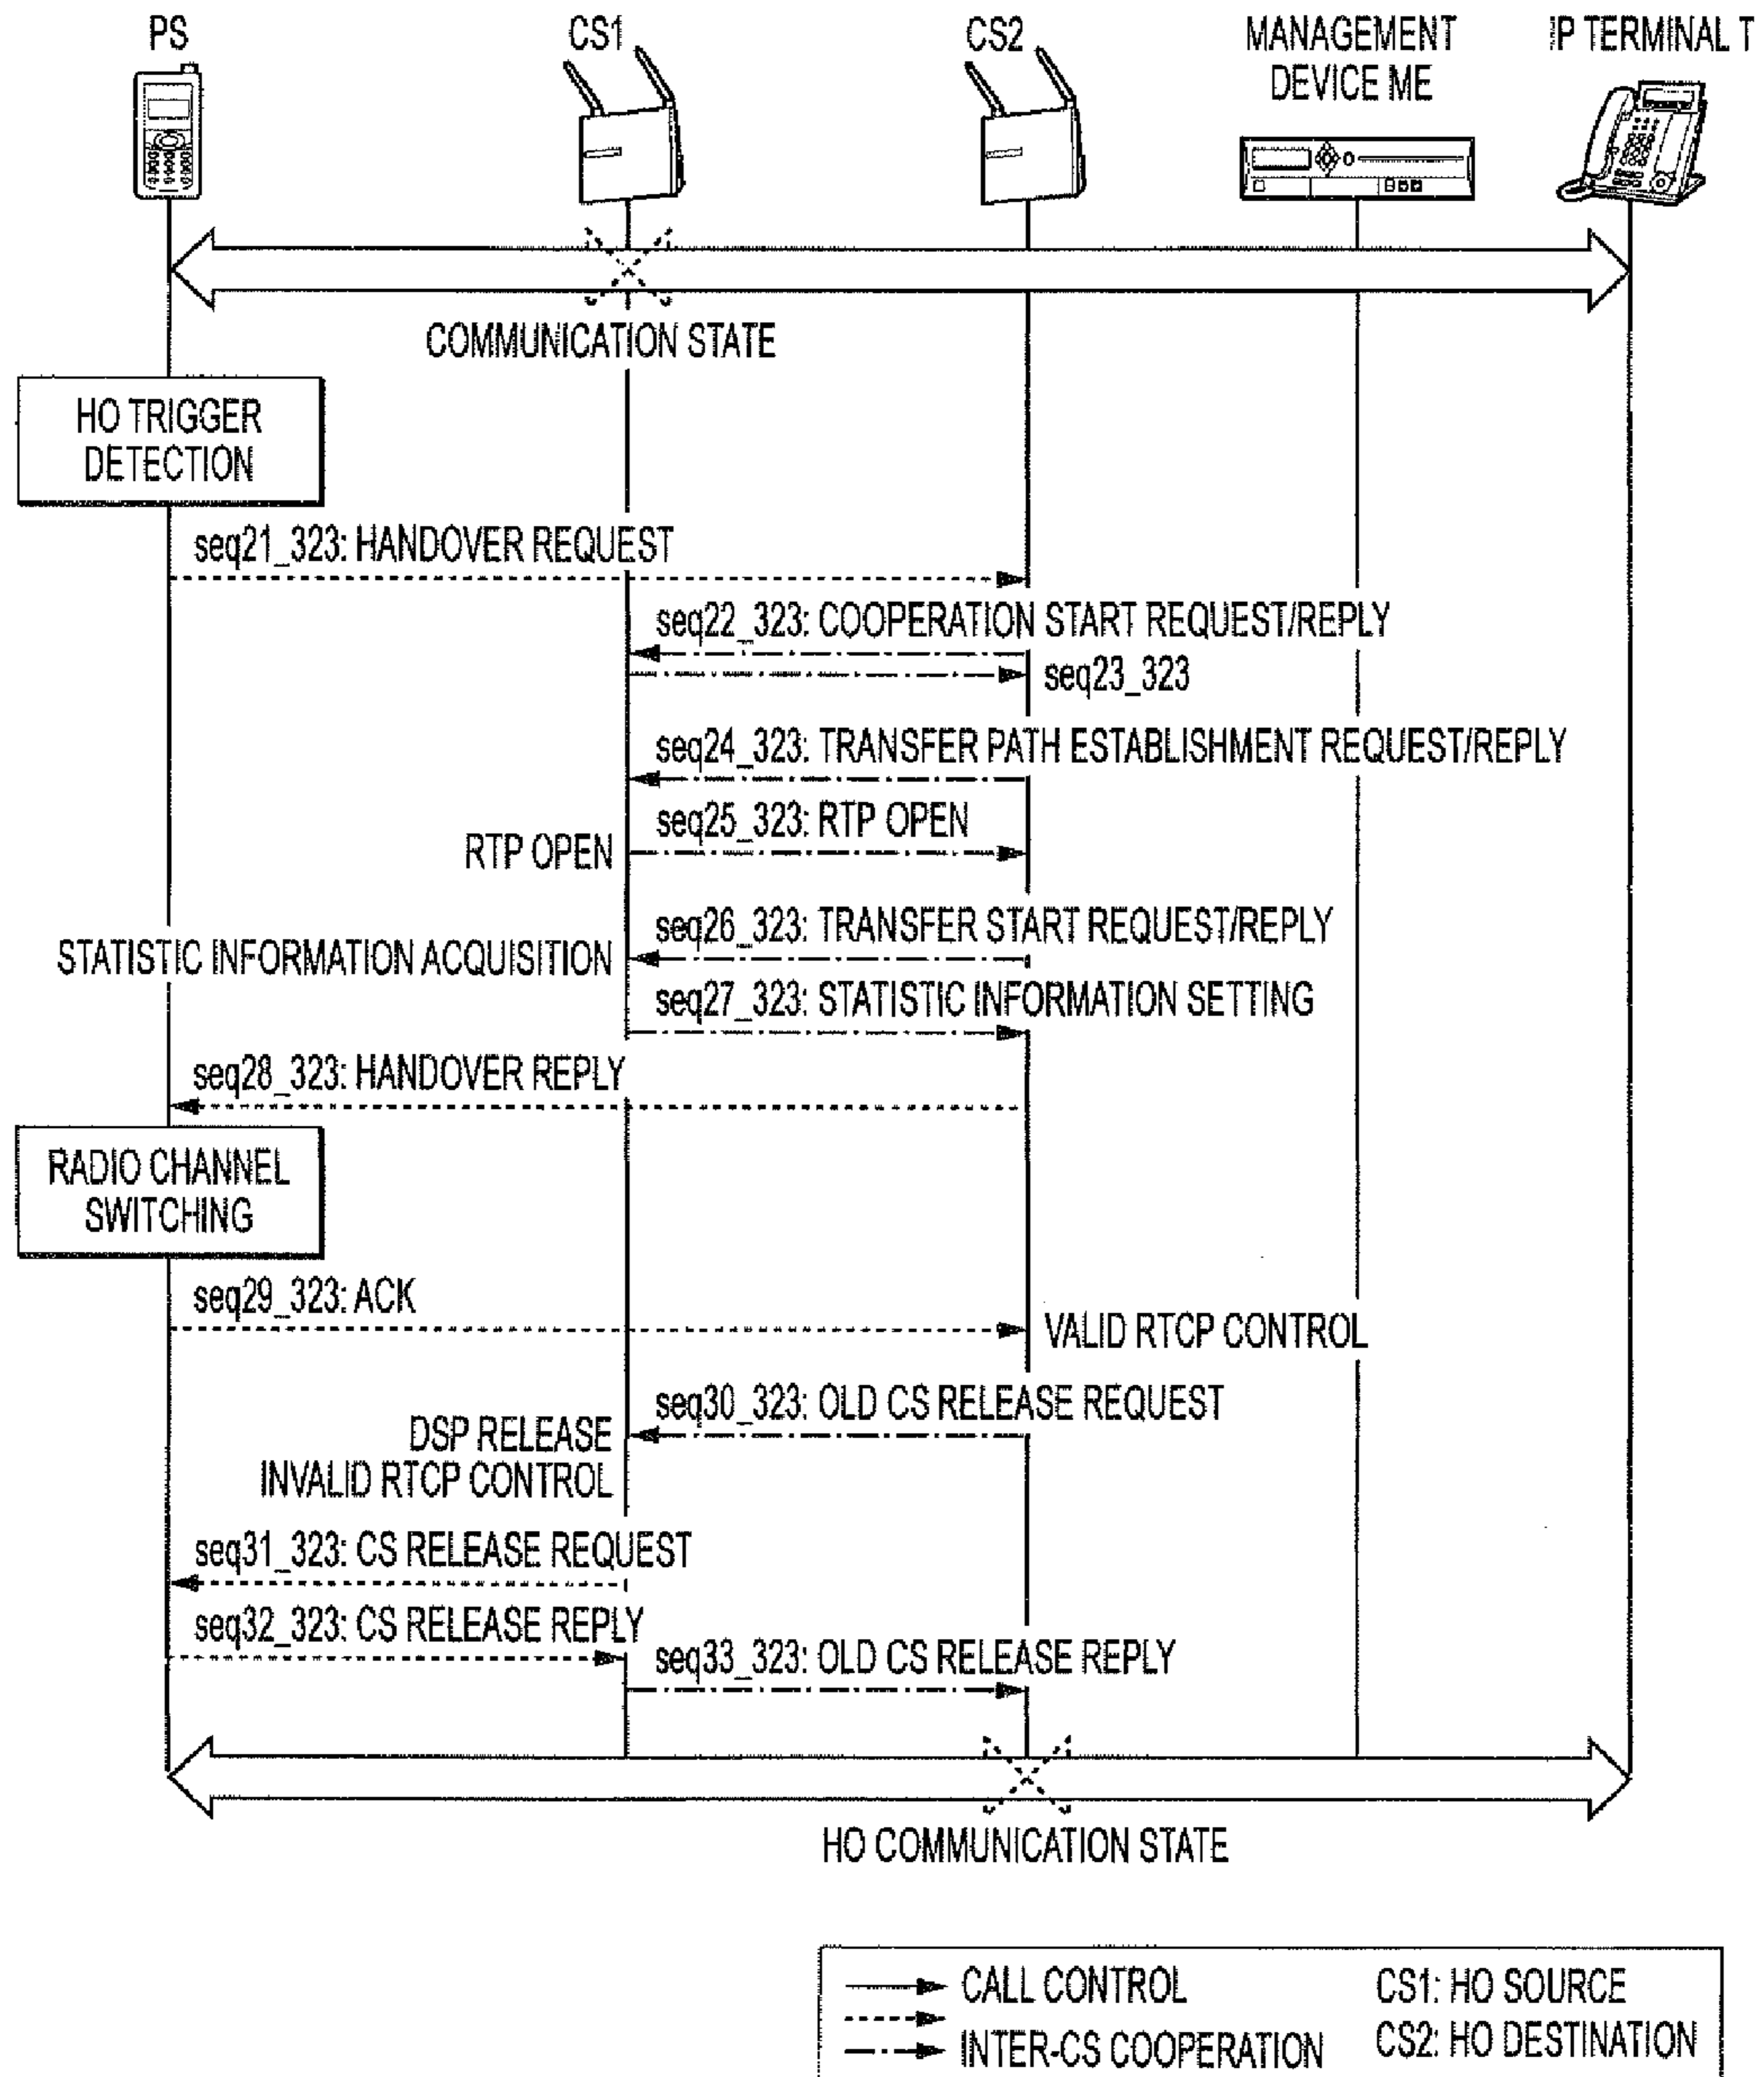 PS
CS1
CS2
MANAGEMENT
DEVICE ME
IP TERMINAL T
COMMUNICATION STATE
HO TRIGGER
DETECTION
seq21_323: HANDOVER REQUEST
seq22_323: COOPERATION START REQUEST/REPLY
seq23_323
seq24_323: TRANSFER PATH ESTABLISHMENT REQUEST/REPLY
seq25_323: RTP OPEN
RTP OPEN
seq26_323: TRANSFER START REQUEST/REPLY
STATISTIC INFORMATION ACQUISITION
seq27_323: STATISTIC INFORMATION SETTING
seq28_323: HANDOVER REPLY
RADIO CHANNEL
SWITCHING
seq29_323: ACK
VALID RTCP CONTROL
seq30_323: OLD CS RELEASE REQUEST
DSP RELEASE
INVALID RTCP CONTROL
seq31_323: CS RELEASE REQUEST
seq32_323: CS RELEASE REPLY
seq33_323: OLD CS RELEASE REPLY
HO COMMUNICATION STATE
CALL CONTROL
CS1: HO SOURCE
INTER-CS COOPERATION
CS2: HO DESTINATION